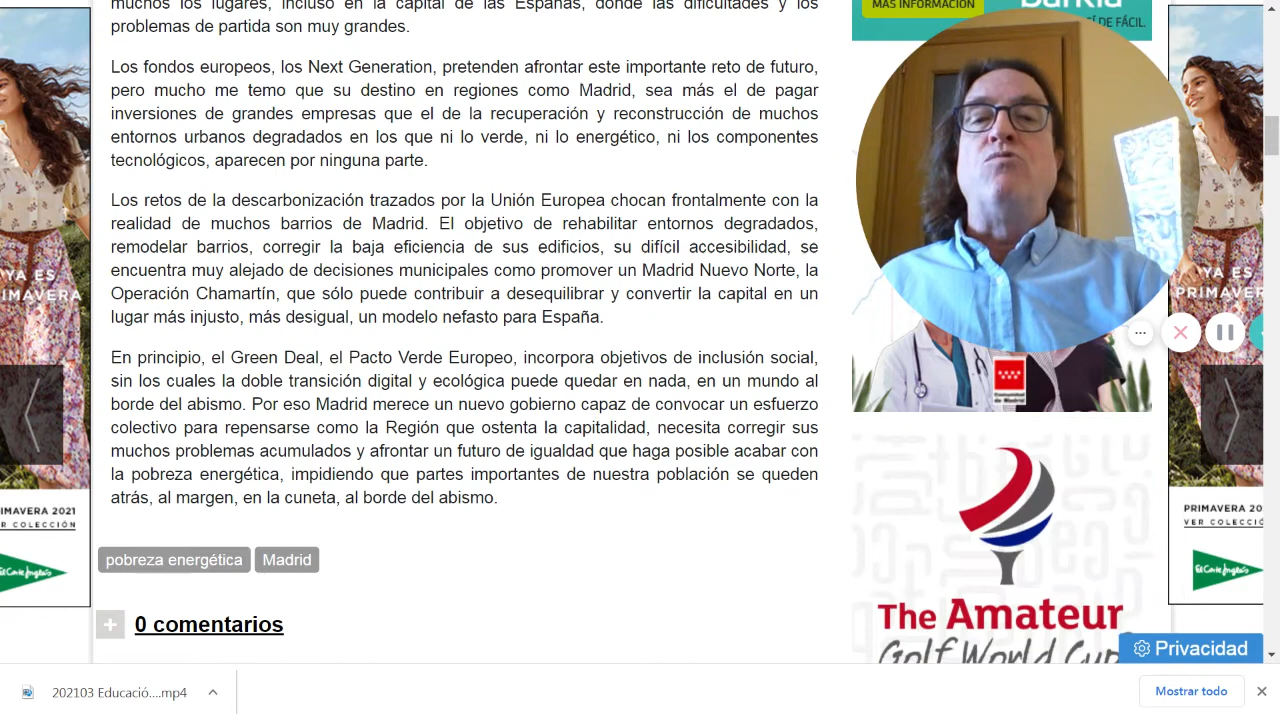 muchos los lugares, incluso en la capital de las Españas, donde las dificultades y los
problemas de partida son muy grandes.
Los fondos europeos, los Next Generation, pretenden afrontar este importante reto de futuro,
pero mucho me temo que su destino en regiones como Madrid, sea más el de pagar
inversiones de grandes empresas que el de la recuperación y reconstrucción de muchos
entornos urbanos degradados en los que ni lo verde, ni lo energético, ni los componentes
tecnológicos, aparecen por ninguna parte.
Los retos de la descarbonización trazados por la Unión Europea chocan frontalmente con la
realidad de muchos barrios de Madrid. El objetivo de rehabilitar entornos degradados,
remodelar barrios, corregir la baja eficiencia de sus edificios, su difícil accesibilidad, se
encuentra muy alejado de decisiones municipales como promover un Madrid Nuevo Norte, la
Operación Chamartín, que sólo puede contribuir a desequilibrar y convertir la capital en un
lugar más injusto, más desigual, un modelo nefasto para España.
En principio, el Green Deal, el Pacto Verde Europeo, incorpora objetivos de inclusión social,
sin los cuales la doble transición digital y ecológica puede quedar en nada, en un mundo al
borde del abismo. Por eso Madrid merece un nuevo gobierno capaz de convocar un esfuerzo
colectivo para repensarse como la Región que ostenta la capitalidad, necesita corregir sus
muchos problemas acumulados y afrontar un futuro de igualdad que haga posible acabar con
la pobreza energética, impidiendo que partes importantes de nuestra población se queden
atrás, al margen, en la cuneta, al borde del abismo.
pobreza energética Madrid
+ 0 comentarios
MÁS INFORMACIÓN
Bankia
Í DE FÁCIL.
Comunidad
de Madrid
The Amateur
Golf World Cup
YA ES
IMAVERA
IMAVERA 2021
R COLECCIÓN
El Corte Inglés
YA ES
PRIMAVER
PRIMAVERA 20
VER COLECCIÓ
El Corte Inglés
Privacidad
202103 Educació....mp4
Mostrar todo